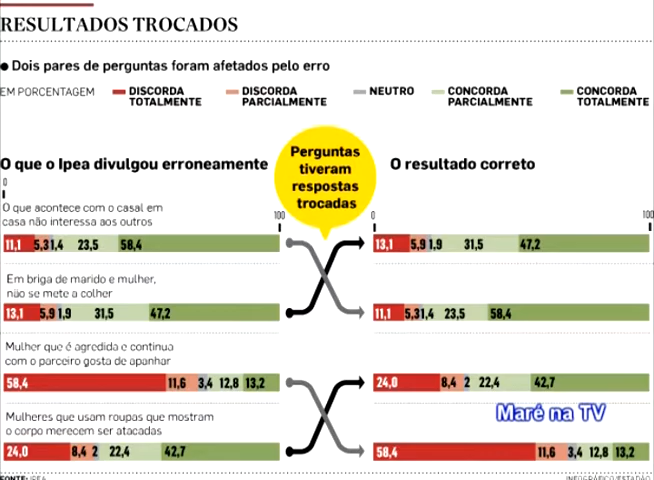 RESULTADOS TROCADOS
● Dois pares de perguntas foram afetados pelo erro
EM PORCENTAGEM
DISCORDA TOTALMENTE
DISCORDA PARCIALMENTE
NEUTRO
CONCORDA PARCIALMENTE
CONCORDA TOTALMENTE
O que o Ipea divulgou erroneamente
Perguntas
tiveram
respostas
trocadas
O resultado correto
0
100
0
100
O que acontece com o casal em
casa não interessa aos outros
11,1 5,3 1,4 23,5 58,4
13,1 5,9 1,9 31,5 47,2
Em briga de marido e mulher,
não se mete a colher
13,1 5,9 1,9 31,5 47,2
11,1 5,3 1,4 23,5 58,4
Mulher que é agredida e continua
com o parceiro gosta de apanhar
58,4 11,6 3,4 12,8 13,2
24,0 8,4 2 22,4 42,7
Maré na TV
Mulheres que usam roupas que mostram
o corpo merecem ser atacadas
24,0 8,4 2 22,4 42,7
58,4 11,6 3,4 12,8 13,2
FONTE: IPEA
INFOGRÁFICO/ESTADÃO